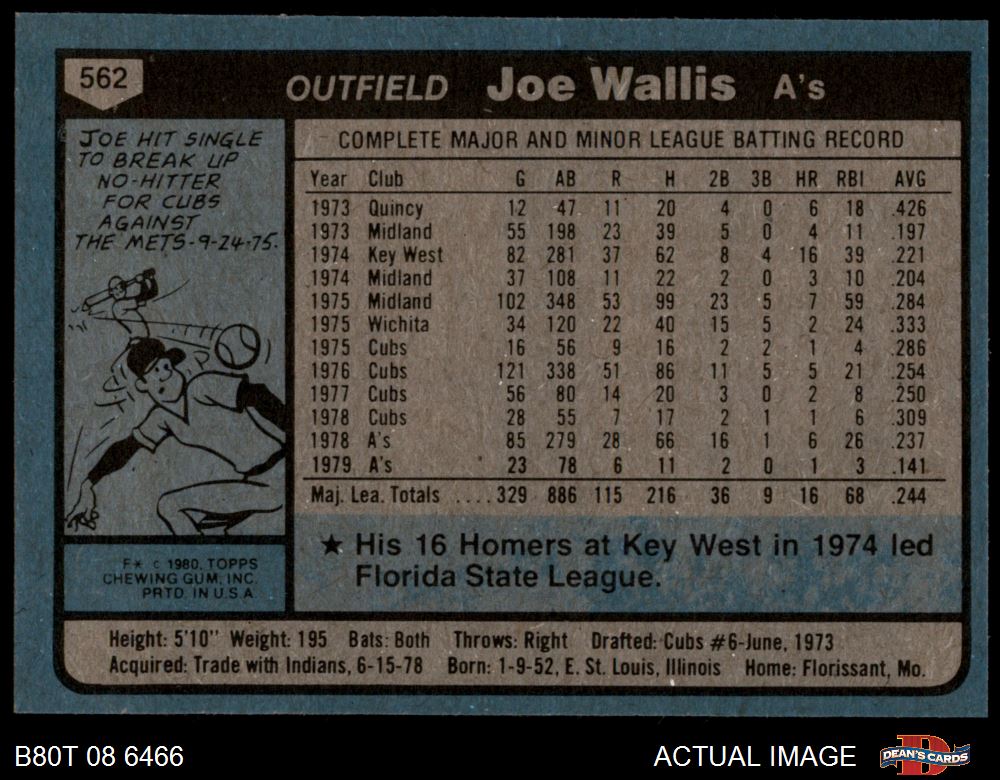 562
OUTFIELD Joe Wallis A's
JOE HIT SINGLE
TO BREAK UP
NO-HITTER
FOR CUBS
AGAINST
THE METS-9-24-75.
COMPLETE MAJOR AND MINOR LEAGUE BATTING RECORD
Year Club G AB R H 2B 3B HR RBI AVG
1973 Quincy 12 47 11 20 4 0 6 18 .426
1973 Midland 55 198 23 39 5 0 4 11 .197
1974 Key West 82 281 37 62 8 4 16 39 .221
1974 Midland 37 108 11 22 2 0 3 10 .204
1975 Midland 102 348 53 99 23 5 7 59 .284
1975 Wichita 34 120 22 40 15 5 2 24 .333
1975 Cubs 16 56 9 16 2 2 1 4 .286
1976 Cubs 121 338 51 86 11 5 5 21 .254
1977 Cubs 56 80 14 20 3 0 2 8 .250
1978 Cubs 28 55 7 17 2 1 1 6 .309
1978 A's 85 279 28 66 16 1 6 26 .237
1979 A's 23 78 6 11 2 0 1 3 .141
Maj. Lea. Totals ....329 886 115 216 36 9 16 68 .244
★ His 16 Homers at Key West in 1974 led
Florida State League.
F* © 1980, TOPPS
CHEWING GUM, INC.
PRTD. IN U.S.A.
Height: 5'10" Weight: 195 Bats: Both Throws: Right Drafted: Cubs #6-June, 1973
Acquired: Trade with Indians, 6-15-78 Born: 1-9-52, E. St. Louis, Illinois Home: Florissant, Mo.
B80T 08 6466
ACTUAL IMAGE
D
DEAN'S CARDS